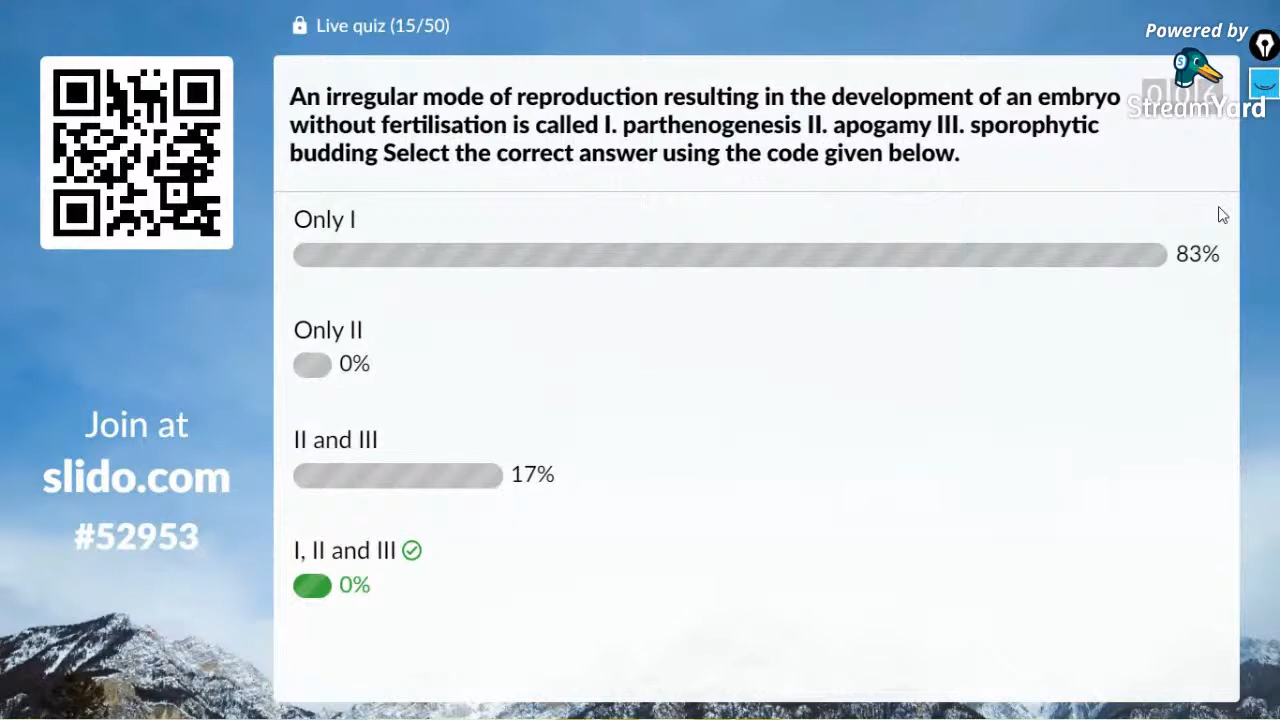 Live quiz (15/50)
Powered by
StreamYard
An irregular mode of reproduction resulting in the development of an embryo
without fertilisation is called I. parthenogenesis II. apogamy III. sporophytic
budding Select the correct answer using the code given below.
Only I
83%
Only II
0%
II and III
17%
I, II and III
0%
Join at
slido.com
#52953